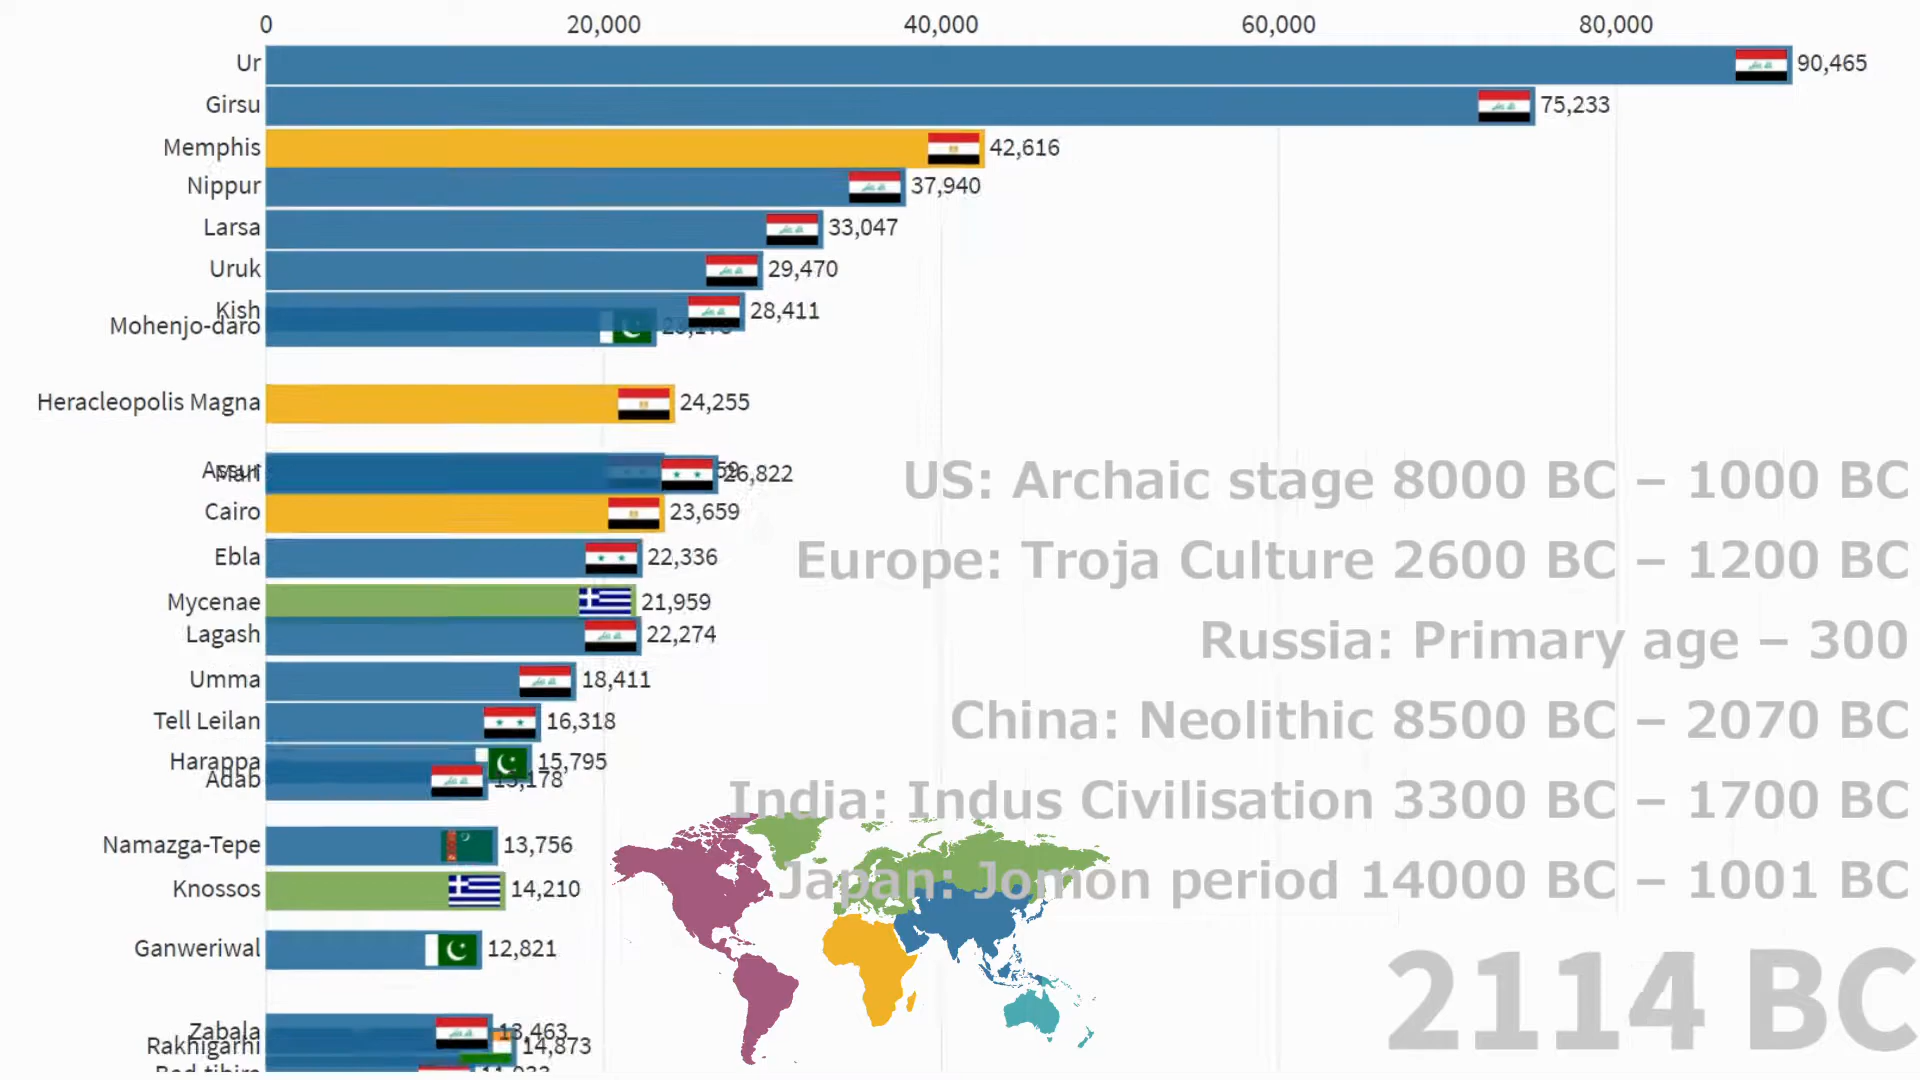 0 20,000 40,000 60,000 80,000
Ur 90,465
Girsu 75,233
Memphis 42,616
Nippur 37,940
Larsa 33,047
Uruk 29,470
Kish 28,411
Mohenjo-daro
Heracleopolis Magna 24,255
Assur
Mari 26,822
US: Archaic stage 8000 BC – 1000 BC
Cairo 23,659
Ebla 22,336
Europe: Troja Culture 2600 BC – 1200 BC
Mycenae 21,959
Lagash 22,274
Russia: Primary age – 300
Umma 18,411
Tell Leilan 16,318
China: Neolithic 8500 BC – 2070 BC
Harappa 15,795
Adab 13,178
India: Indus Civilisation 3300 BC – 1700 BC
Namazga-Tepe 13,756
Knossos 14,210
Japan: Jomon period 14000 BC – 1001 BC
Ganweriwal 12,821
2114 BC
Zabala 13,463
Rakhigarhi 14,873